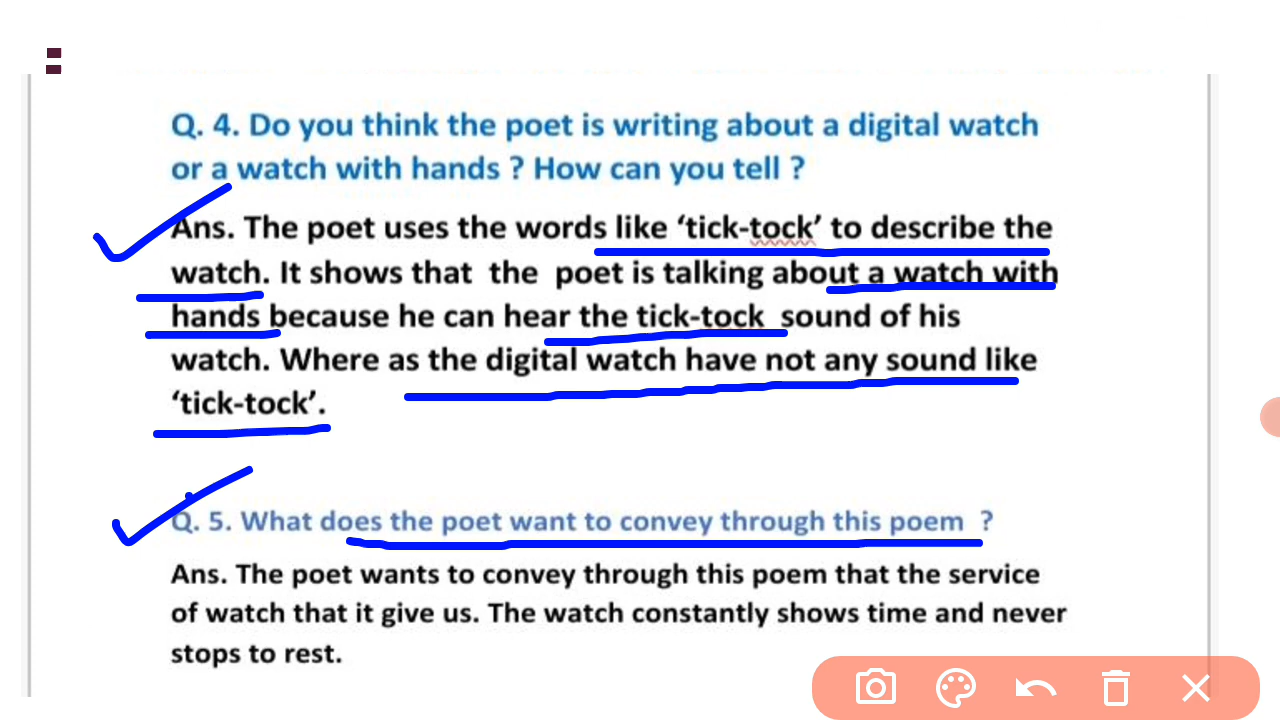 Q. 4. Do you think the poet is writing about a digital watch
or a watch with hands ? How can you tell ?
Ans. The poet uses the words like ‘tick-tock’ to describe the
watch. It shows that the poet is talking about a watch with
hands because he can hear the tick-tock sound of his
watch. Where as the digital watch have not any sound like
‘tick-tock’.
Q. 5. What does the poet want to convey through this poem ?
Ans. The poet wants to convey through this poem that the service
of watch that it give us. The watch constantly shows time and never
stops to rest.